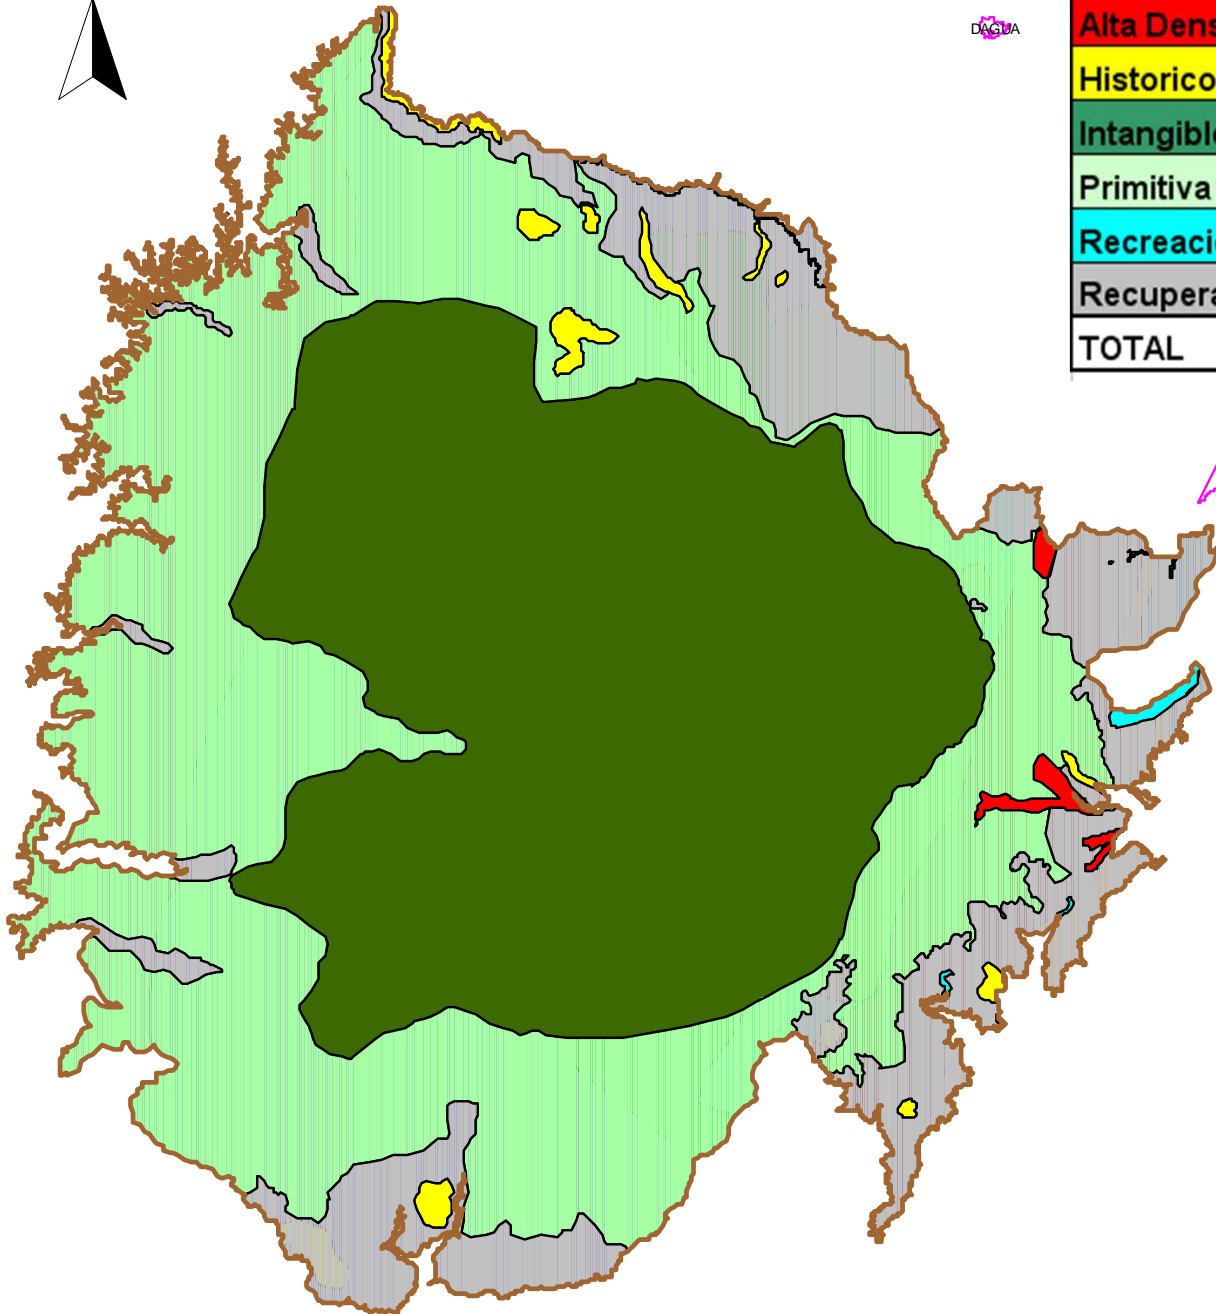 DAGUA
Alta Dens
Historico
Intangible
Primitiva
Recreaci
Recupera
TOTAL